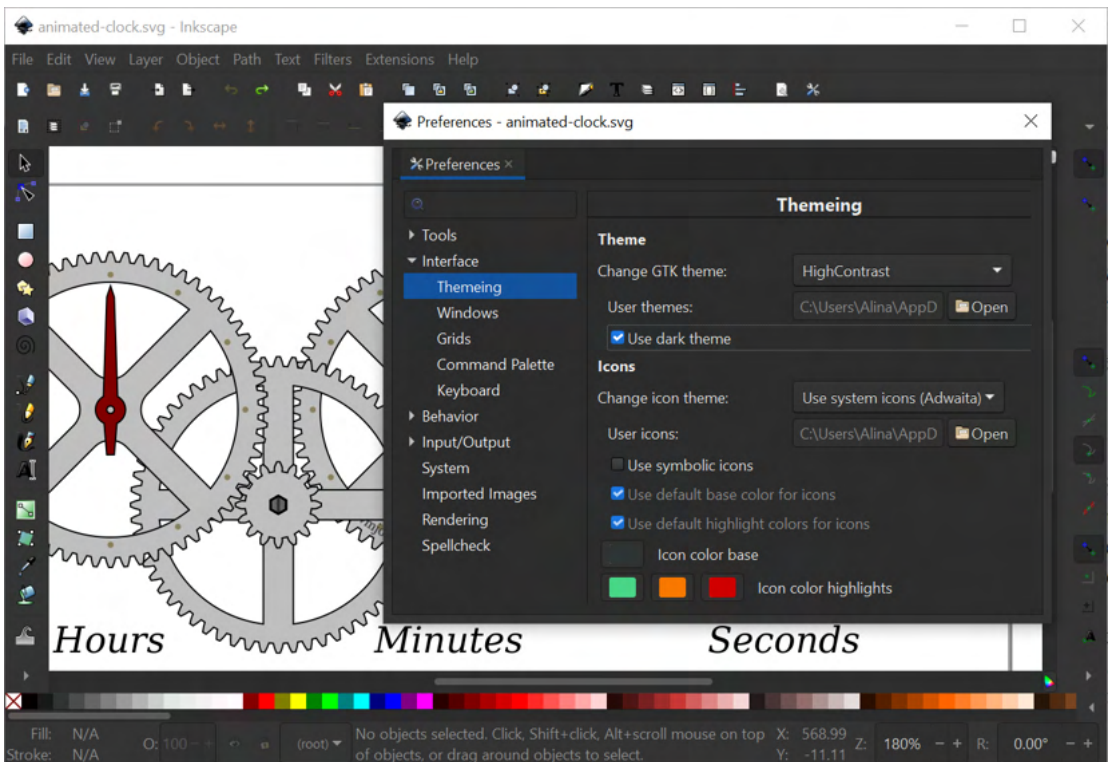 animated-clock.svg - Inkscape
File Edit View Layer Object Path Text Filters Extensions Help
Preferences - animated-clock.svg
Preferences
Themeing
Tools
Interface
Themeing
Windows
Grids
Command Palette
Keyboard
Behavior
Input/Output
System
Imported Images
Rendering
Spellcheck
Theme
Change GTK theme: HighContrast
User themes: C:\Users\Alina\AppD Open
Use dark theme
Icons
Change icon theme: Use system icons (Adwaita)
User icons: C:\Users\Alina\AppD Open
Use symbolic icons
Use default base color for icons
Use default highlight colors for icons
Icon color base
Icon color highlights
Hours Minutes Seconds
Fill: N/A O: 100 - + (root) No objects selected. Click, Shift+click, Alt+scroll mouse on top X: 568.99 Z: 180% - + R: 0.00° - +
Stroke: N/A of objects, or drag around objects to select. Y: -11.11